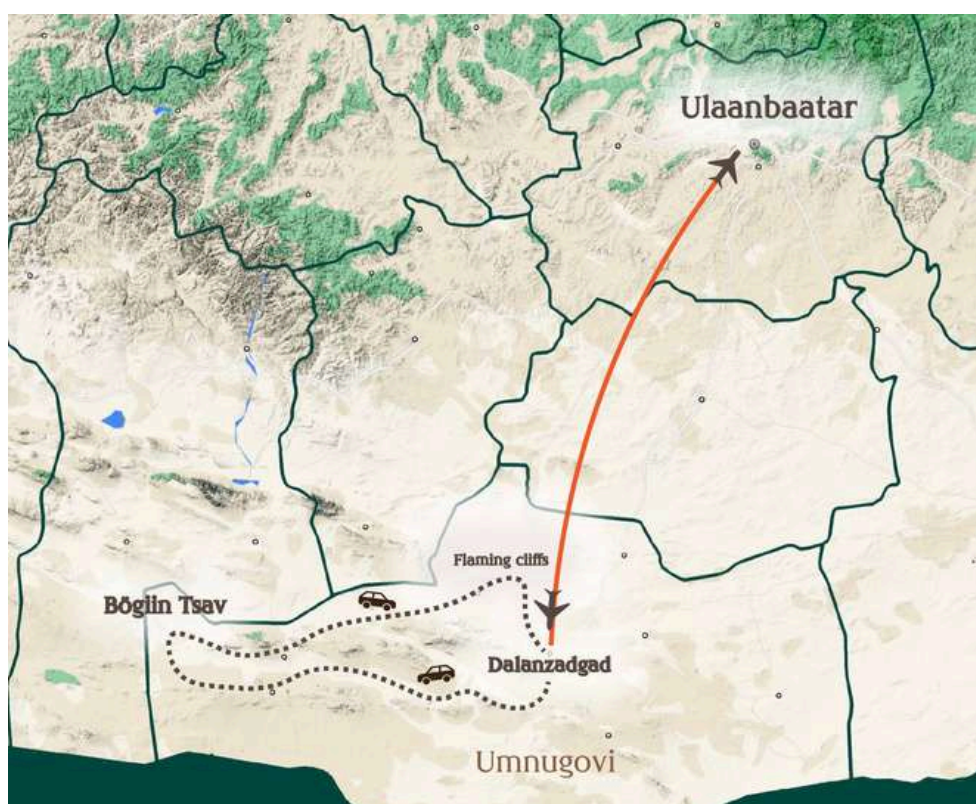 Ulaanbaatar
Flaming cliffs
Bögiin Tsav
Dalanzadgad
Umnugovi